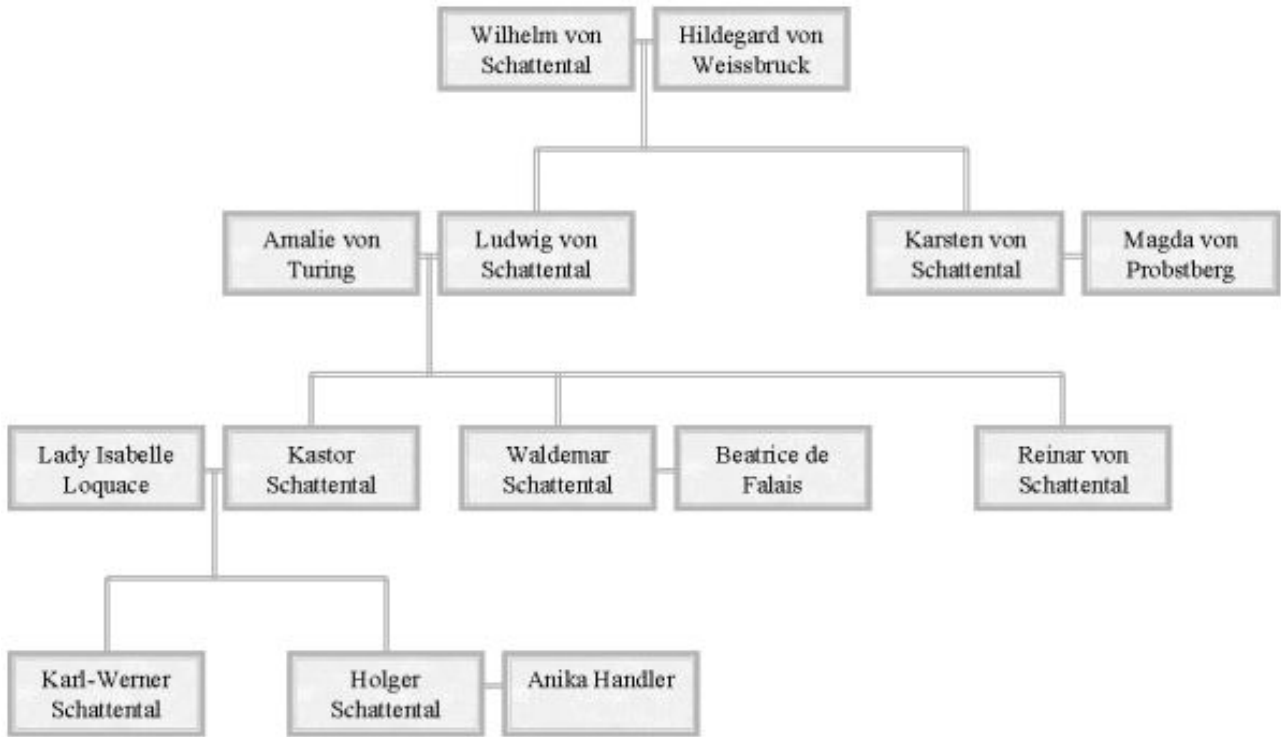 Wilhelm von
Schattental
Hildegard von
Weissbruck
Amalie von
Turing
Ludwig von
Schattental
Karsten von
Schattental
Magda von
Probstberg
Lady Isabelle
Loquace
Kastor
Schattental
Waldemar
Schattental
Beatrice de
Falais
Reinar von
Schattental
Karl-Werner
Schattental
Holger
Schattental
Anika Handler